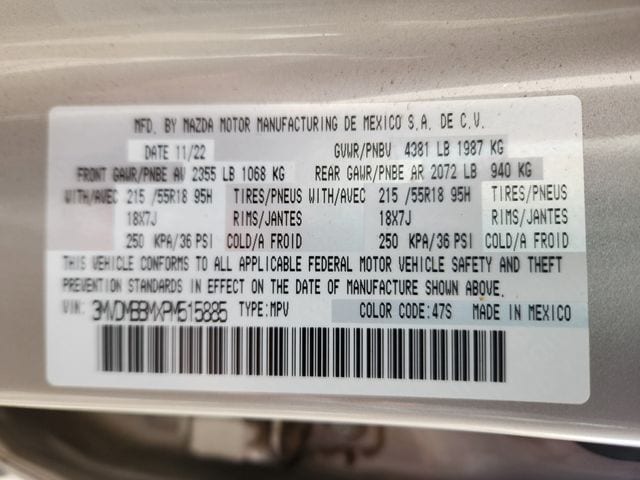 MFD. BY MAZDA MOTOR MANUFACTURING DE MEXICO S.A. DE C.V.
DATE 11/22 GVWR/PNBV 4381 LB 1987 KG
FRONT GAWR/PNBE AV 2355 LB 1068 KG REAR GAWR/PNBE AR 2072 LB 940 KG
WITH/AVEC 215 /55R18 95H TIRES/PNEUS WITH/AVEC 215 /55R18 95H TIRES/PNEUS
18X7J RIMS/JANTES 18X7J RIMS/JANTES
250 KPA/36 PSI COLD/A FROID 250 KPA/36 PSI COLD/A FROID
THIS VEHICLE CONFORMS TO ALL APPLICABLE FEDERAL MOTOR VEHICLE SAFETY AND THEFT
PREVENTION STANDARDS IN EFFECT ON THE DATE OF MANUFACTURE SHOWN ABOVE.
VIN: 3MVDMBBMXPM515885 TYPE:MPV COLOR CODE:47S MADE IN MEXICO